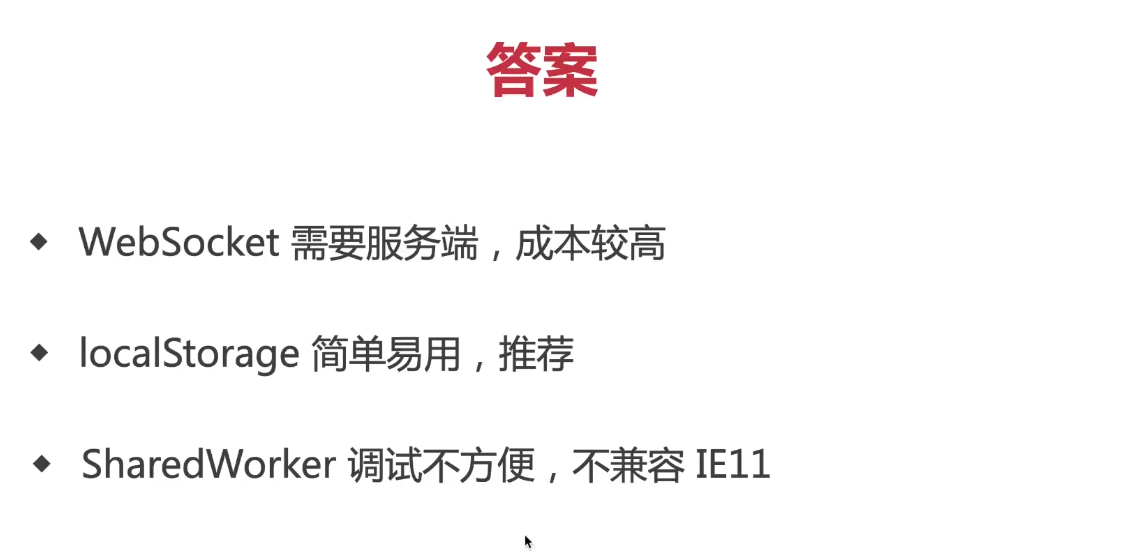 答案
WebSocket 需要服务端，成本较高
localStorage 简单易用，推荐
SharedWorker 调试不方便，不兼容 IE11